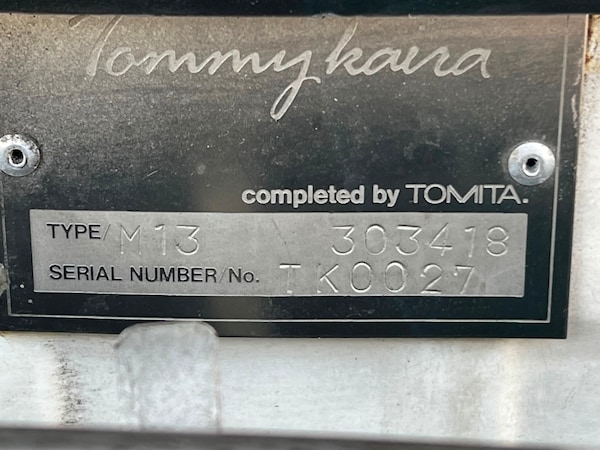 Tommykaira
completed by TOMITA.
TYPE/ M13 303418
SERIAL NUMBER/No. TK0027